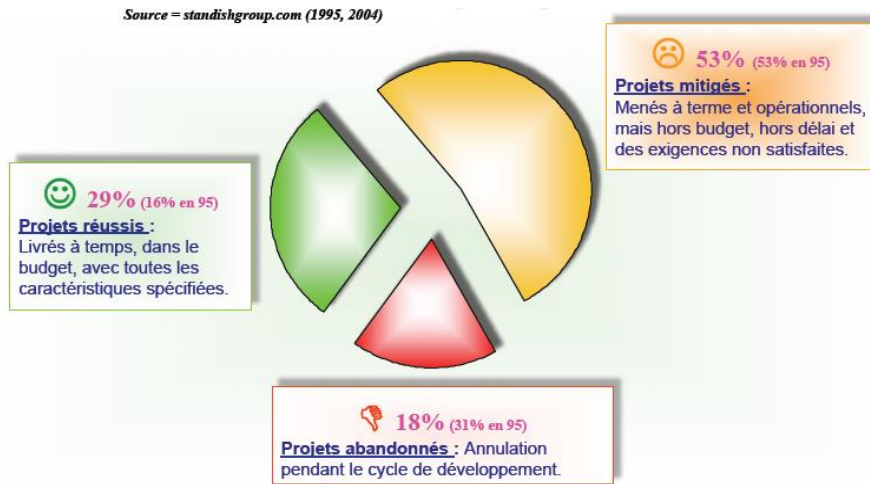 Source = standishgroup.com (1995, 2004)
53% (53% en 95)
Projets mitigés :
Menés à terme et opérationnels,
mais hors budget, hors délai et
des exigences non satisfaites.
29% (16% en 95)
Projets réussis :
Livrés à temps, dans le
budget, avec toutes les
caractéristiques spécifiées.
18% (31% en 95)
Projets abandonnés : Annulation
pendant le cycle de développement.